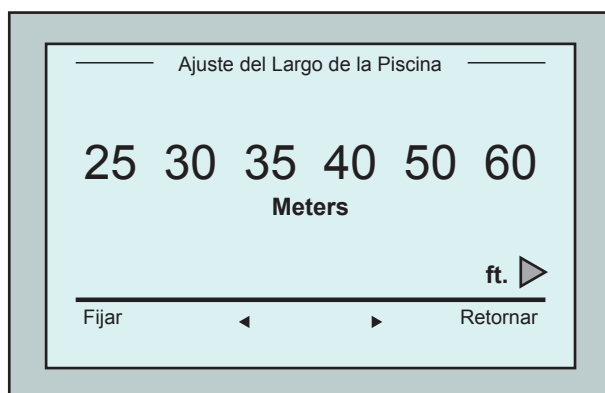 Ajuste del Largo de la Piscina
25 30 35 40 50 60
Meters
ft.
Fijar Retornar